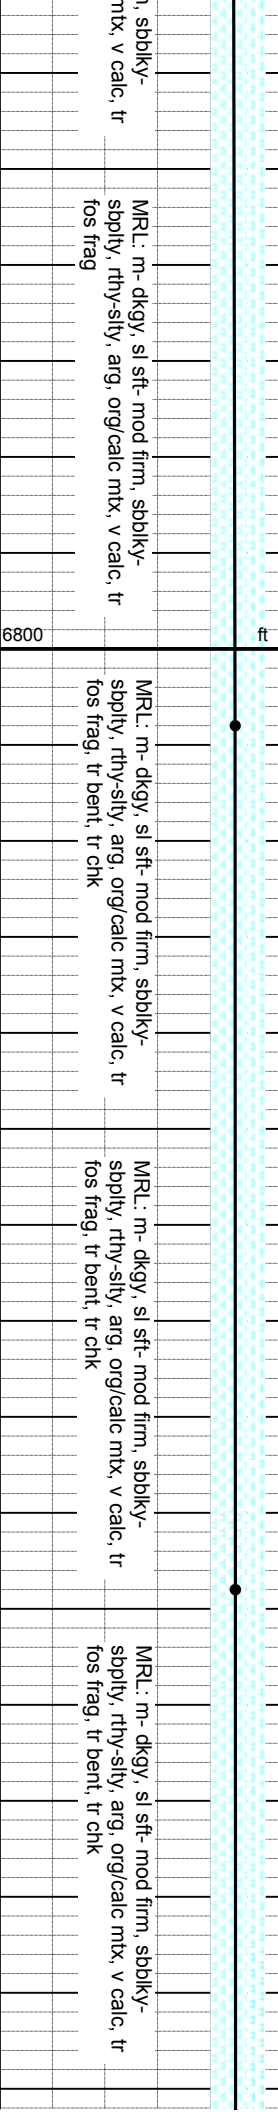 n, sbblky-
mtx, v calc, tr
MRL: m- dkgy, sl sft- mod firm, sbblky-
sbplty, rthy-slty, arg, org/calc mtx, v calc, tr
fos frag
6800
ft
MRL: m- dkgy, sl sft- mod firm, sbblky-
sbplty, rthy-slty, arg, org/calc mtx, v calc, tr
fos frag, tr bent, tr chk
MRL: m- dkgy, sl sft- mod firm, sbblky-
sbplty, rthy-slty, arg, org/calc mtx, v calc, tr
fos frag, tr bent, tr chk
MRL: m- dkgy, sl sft- mod firm, sbblky-
sbplty, rthy-slty, arg, org/calc mtx, v calc, tr
fos frag, tr bent, tr chk